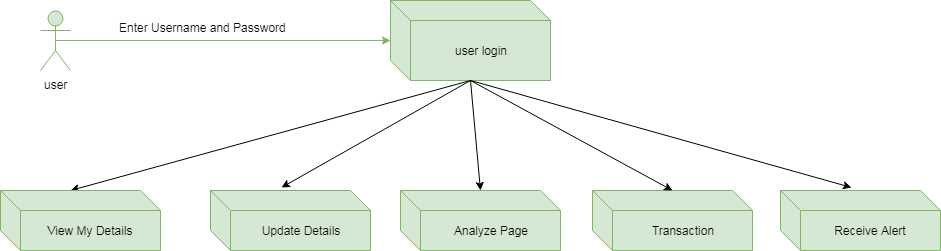 Enter Username and Password
user login
user
View My Details
Update Details
Analyze Page
Transaction
Receive Alert